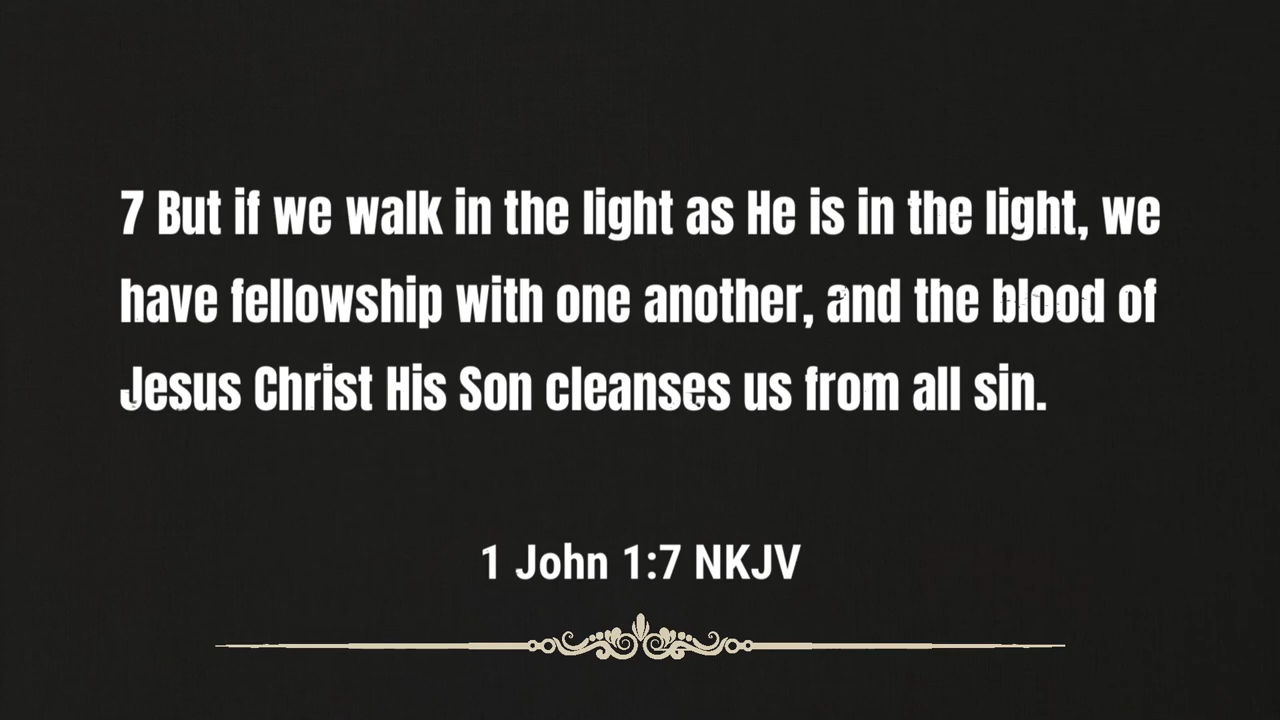 7 But if we walk in the light as He is in the light, we
have fellowship with one another, and the blood of
Jesus Christ His Son cleanses us from all sin.
1 John 1:7 NKJV